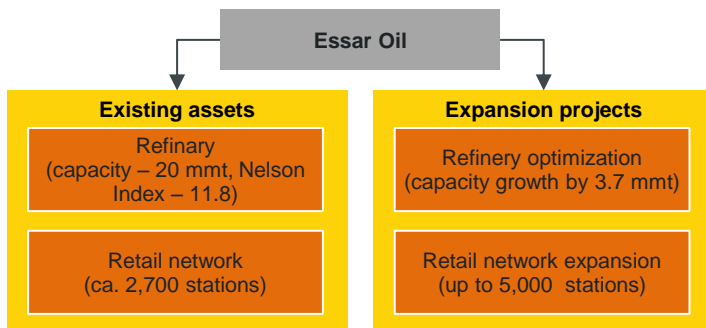 Essar Oil
Existing assets
Refinary
(capacity – 20 mmt, Nelson
Index – 11.8)
Retail network
(ca. 2,700 stations)
Expansion projects
Refinery optimization
(capacity growth by 3.7 mmt)
Retail network expansion
(up to 5,000 stations)